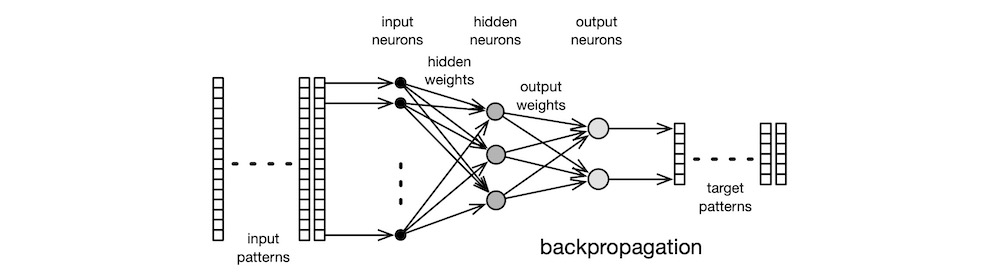 input
neurons
hidden
neurons
output
neurons
hidden
weights
output
weights
input
patterns
target
patterns
backpropagation